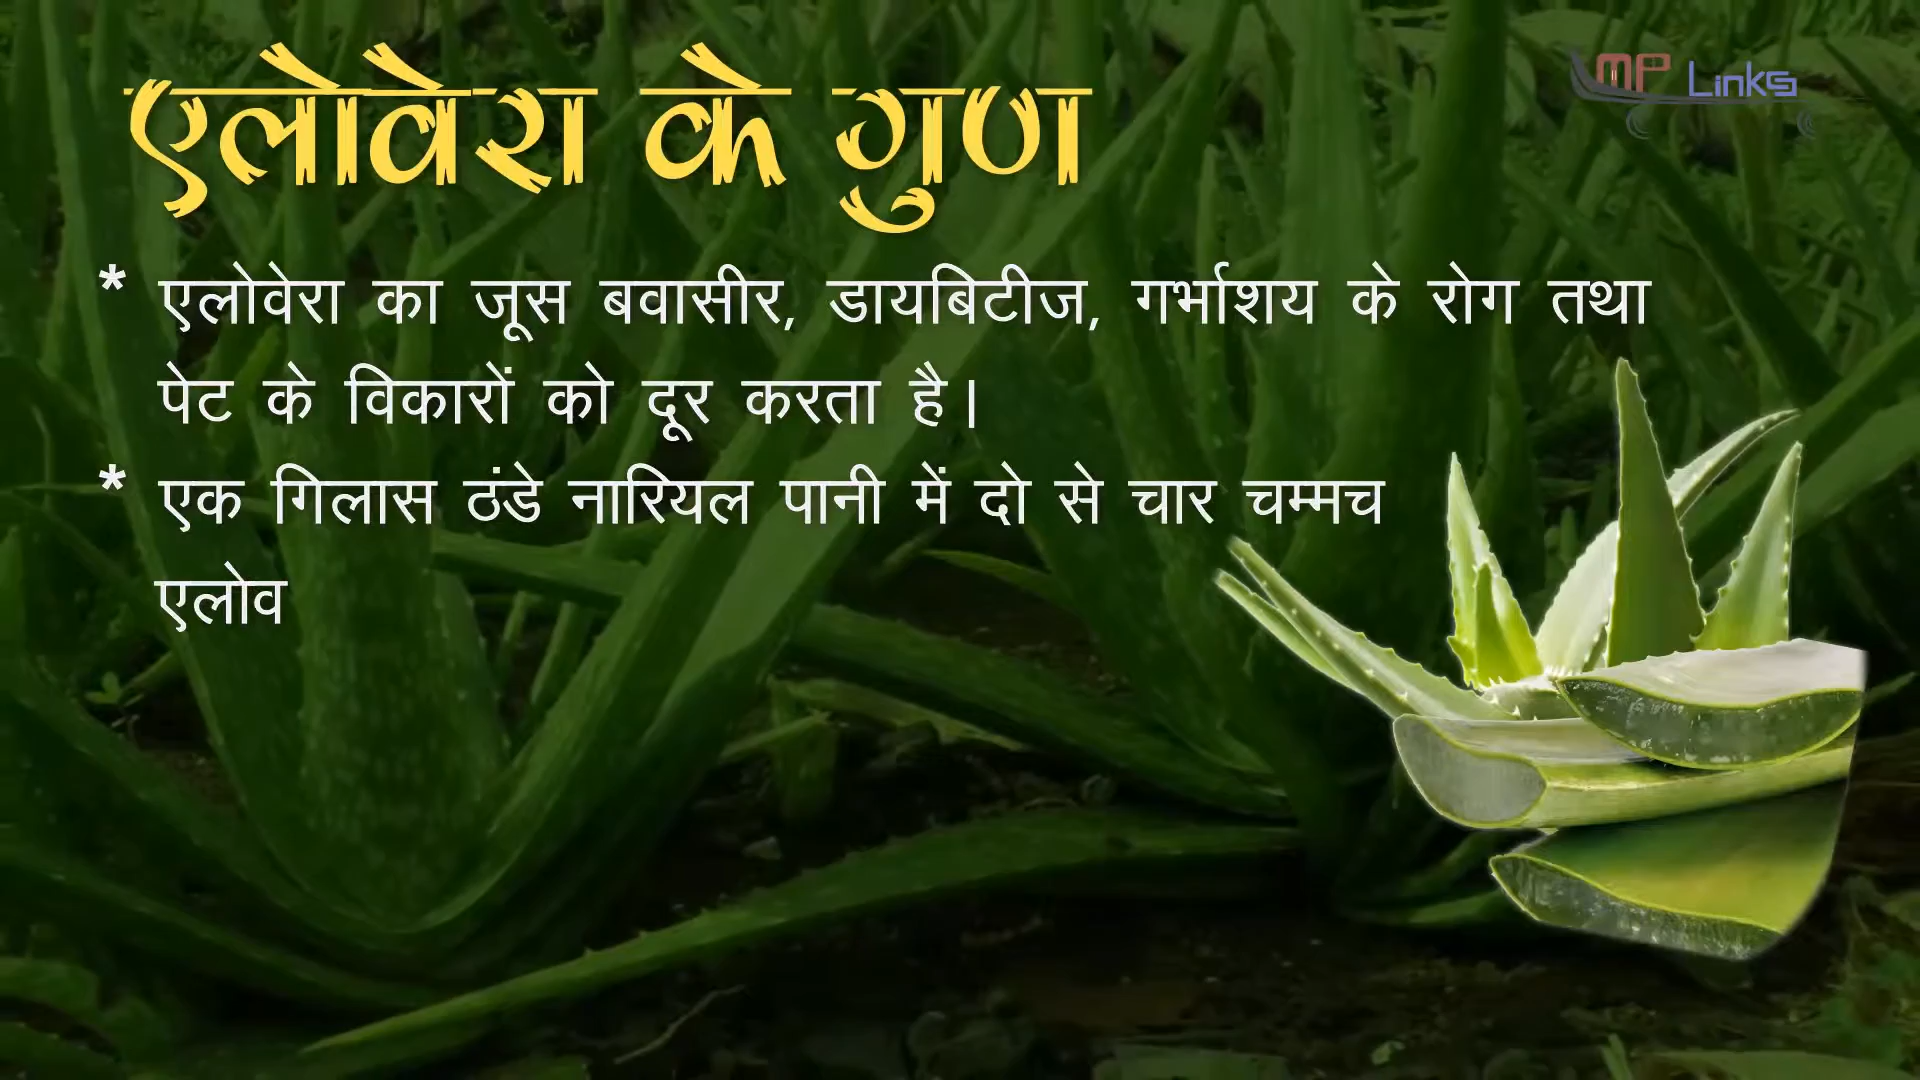 एलोवेरा के गुण
MP Links
* एलोवेरा का जूस बवासीर, डायबिटीज, गर्भाशय के रोग तथा
पेट के विकारों को दूर करता है।
* एक गिलास ठंडे नारियल पानी में दो से चार चम्मच
एलोव